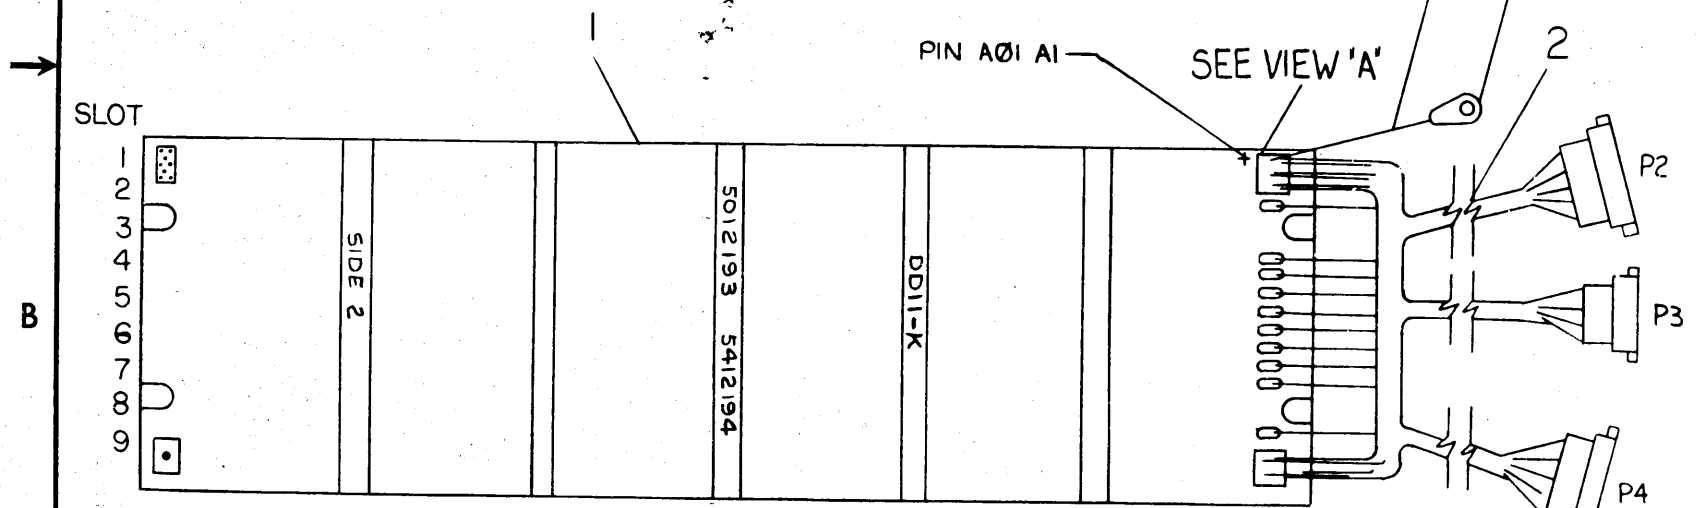 1
PIN AØ1 A1
SEE VIEW 'A'
2
SLOT
1
2
3
4
5
6
7
8
9
B
SIDE 2
5012193 5412194
DD11-K
P2
P3
P4